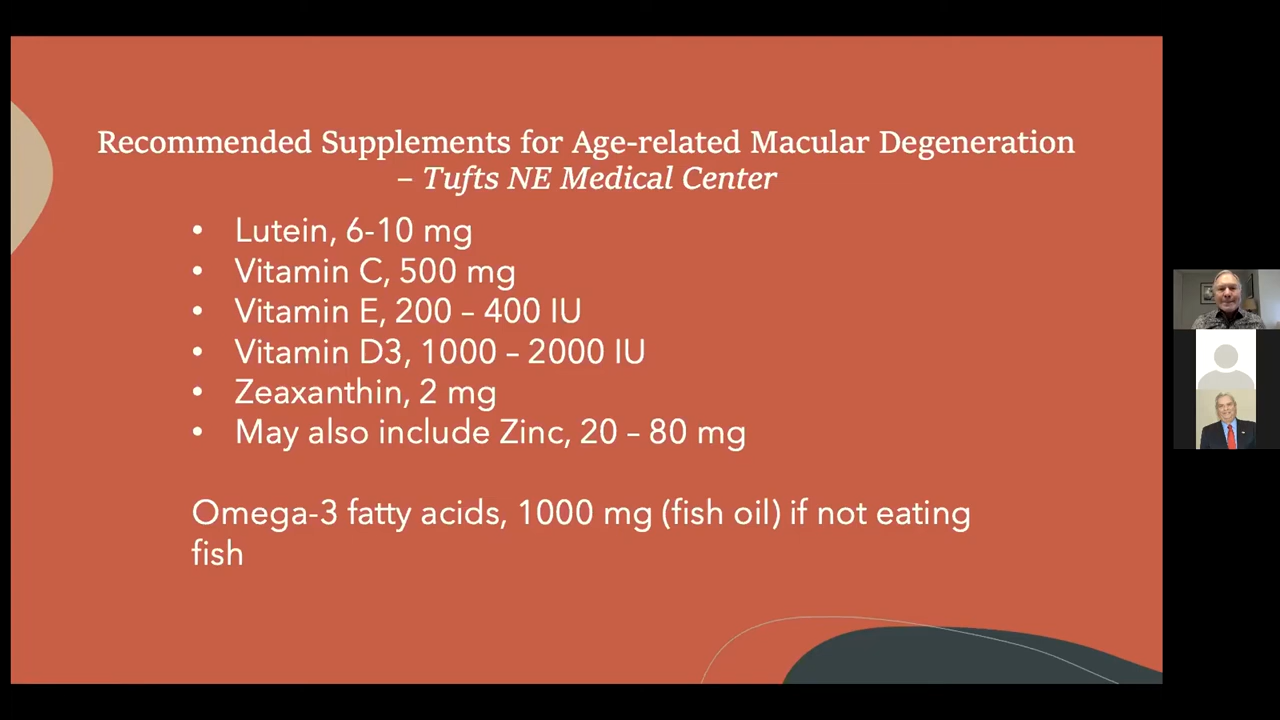 Recommended Supplements for Age-related Macular Degeneration
– Tufts NE Medical Center
• Lutein, 6-10 mg
• Vitamin C, 500 mg
• Vitamin E, 200 – 400 IU
• Vitamin D3, 1000 – 2000 IU
• Zeaxanthin, 2 mg
• May also include Zinc, 20 – 80 mg
Omega-3 fatty acids, 1000 mg (fish oil) if not eating
fish